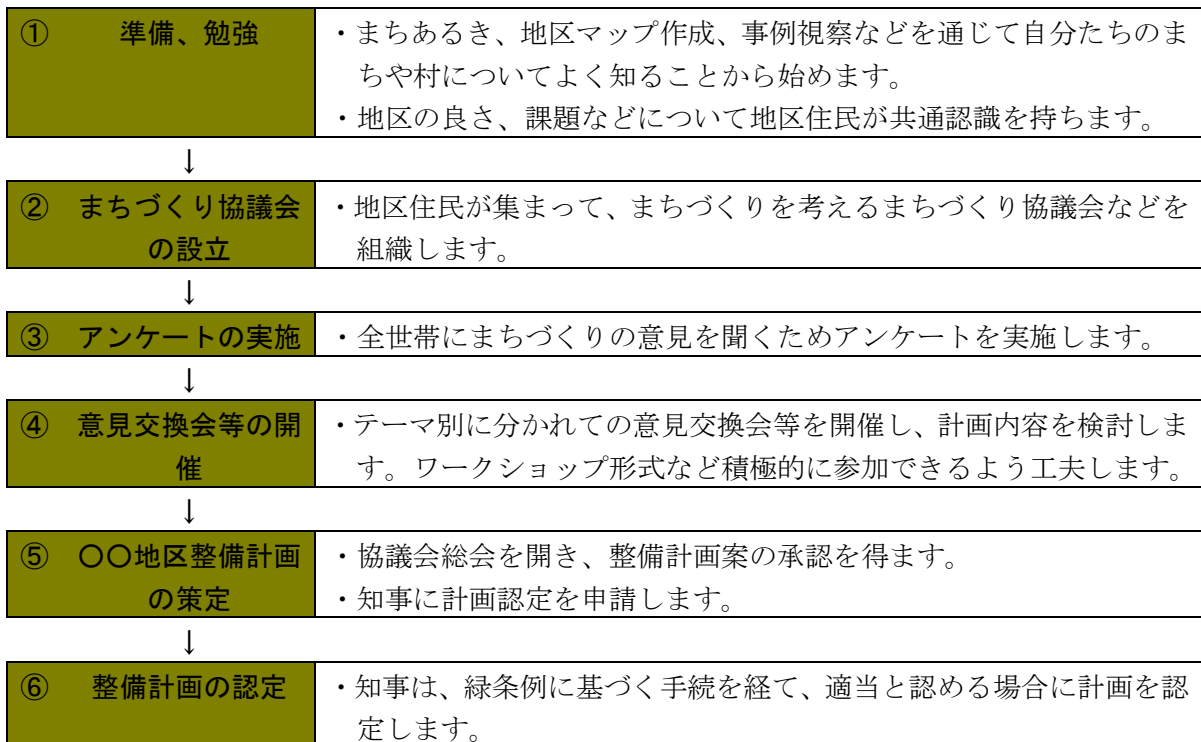 ① 準備、勉強
・まちあるき、地区マップ作成、事例視察などを通じて自分たちのま
ちや村についてよく知ることから始めます。
・地区の良さ、課題などについて地区住民が共通認識を持ちます。
↓
② まちづくり協議会
の設立
・地区住民が集まって、まちづくりを考えるまちづくり協議会などを
組織します。
↓
③ アンケートの実施
・全世帯にまちづくりの意見を聞くためアンケートを実施します。
↓
④ 意見交換会等の開
催
・テーマ別に分かれての意見交換会等を開催し、計画内容を検討しま
す。ワークショップ形式など積極的に参加できるよう工夫します。
↓
⑤ 〇〇地区整備計画
の策定
・協議会総会を開き、整備計画案の承認を得ます。
・知事に計画認定を申請します。
↓
⑥ 整備計画の認定
・知事は、緑条例に基づく手続を経て、適当と認める場合に計画を認
定します。